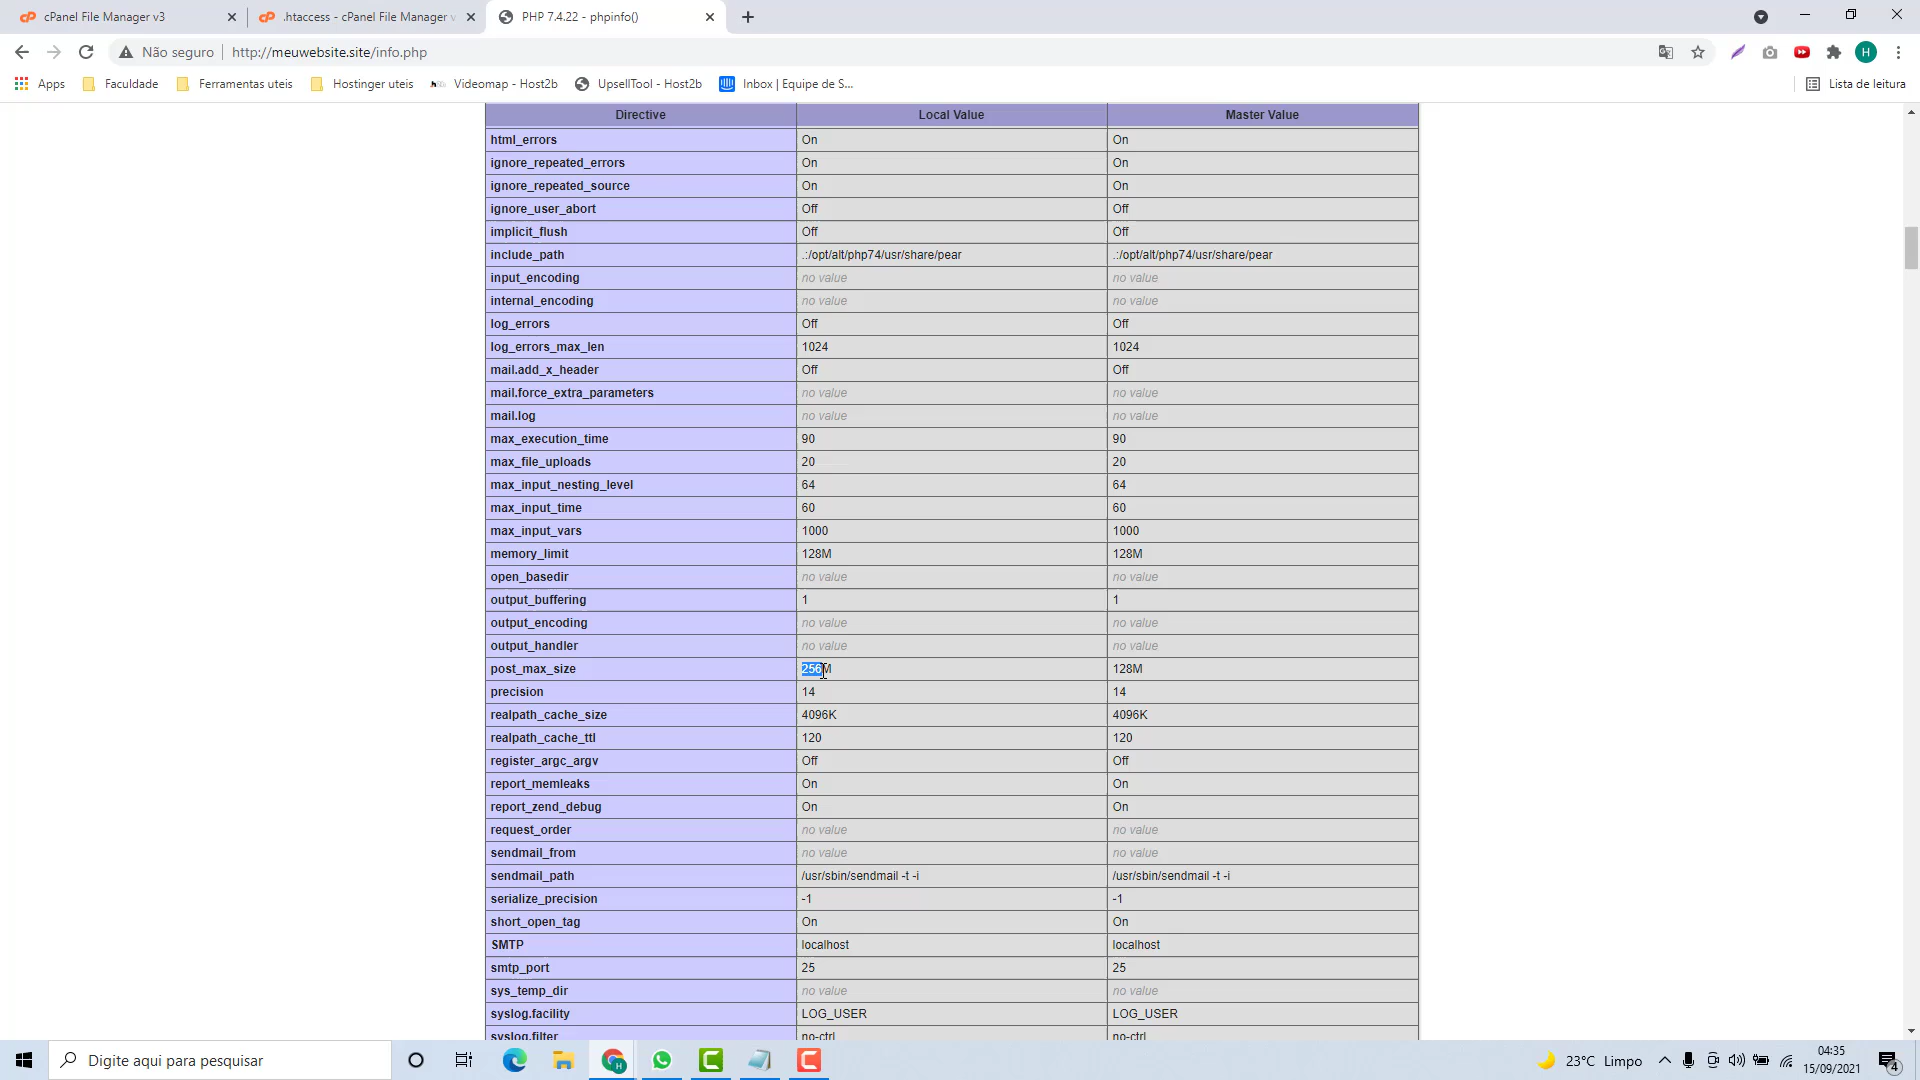 cPanel File Manager v3
.htaccess - cPanel File Manager v
PHP 7.4.22 - phpinfo()
Não seguro
http://meuwebsite.site/info.php
H
Apps
Faculdade
Ferramentas uteis
Hostinger uteis
Videomap - Host2b
UpsellTool - Host2b
Inbox | Equipe de S...
Lista de leitura
Directive Local Value Master Value
html_errors On On
ignore_repeated_errors On On
ignore_repeated_source On On
ignore_user_abort Off Off
implicit_flush Off Off
include_path .:/opt/alt/php74/usr/share/pear .:/opt/alt/php74/usr/share/pear
input_encoding no value no value
internal_encoding no value no value
log_errors Off Off
log_errors_max_len 1024 1024
mail.add_x_header Off Off
mail.force_extra_parameters no value no value
mail.log no value no value
max_execution_time 90 90
max_file_uploads 20 20
max_input_nesting_level 64 64
max_input_time 60 60
max_input_vars 1000 1000
memory_limit 128M 128M
open_basedir no value no value
output_buffering 1 1
output_encoding no value no value
output_handler no value no value
post_max_size 256M 128M
precision 14 14
realpath_cache_size 4096K 4096K
realpath_cache_ttl 120 120
register_argc_argv Off Off
report_memleaks On On
report_zend_debug On On
request_order no value no value
sendmail_from no value no value
sendmail_path /usr/sbin/sendmail -t -i /usr/sbin/sendmail -t -i
serialize_precision -1 -1
short_open_tag On On
SMTP localhost localhost
smtp_port 25 25
sys_temp_dir no value no value
syslog.facility LOG_USER LOG_USER
syslog.filter no-ctrl no-ctrl
Digite aqui para pesquisar
23°C Limpo
04:35
15/09/2021
4